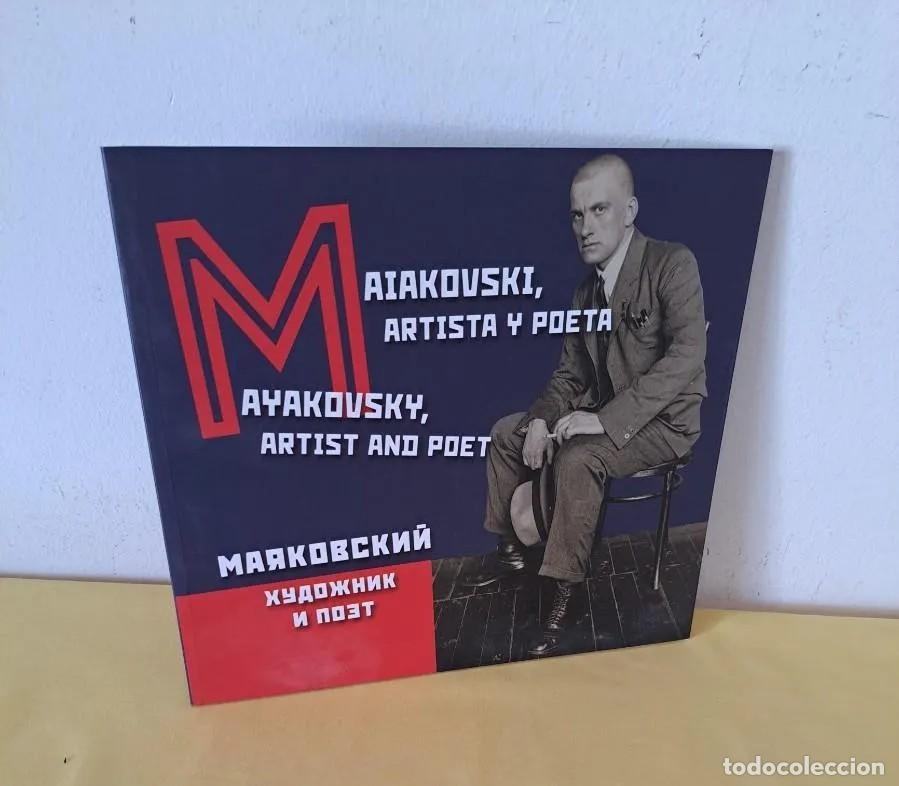 MAIAKOVSKI,
ARTISTA Y POETA
MAYAKOVSKY,
ARTIST AND POET
МАЯКОВСКИЙ
ХУДОЖНИК
И ПОЭТ
todocoleccion